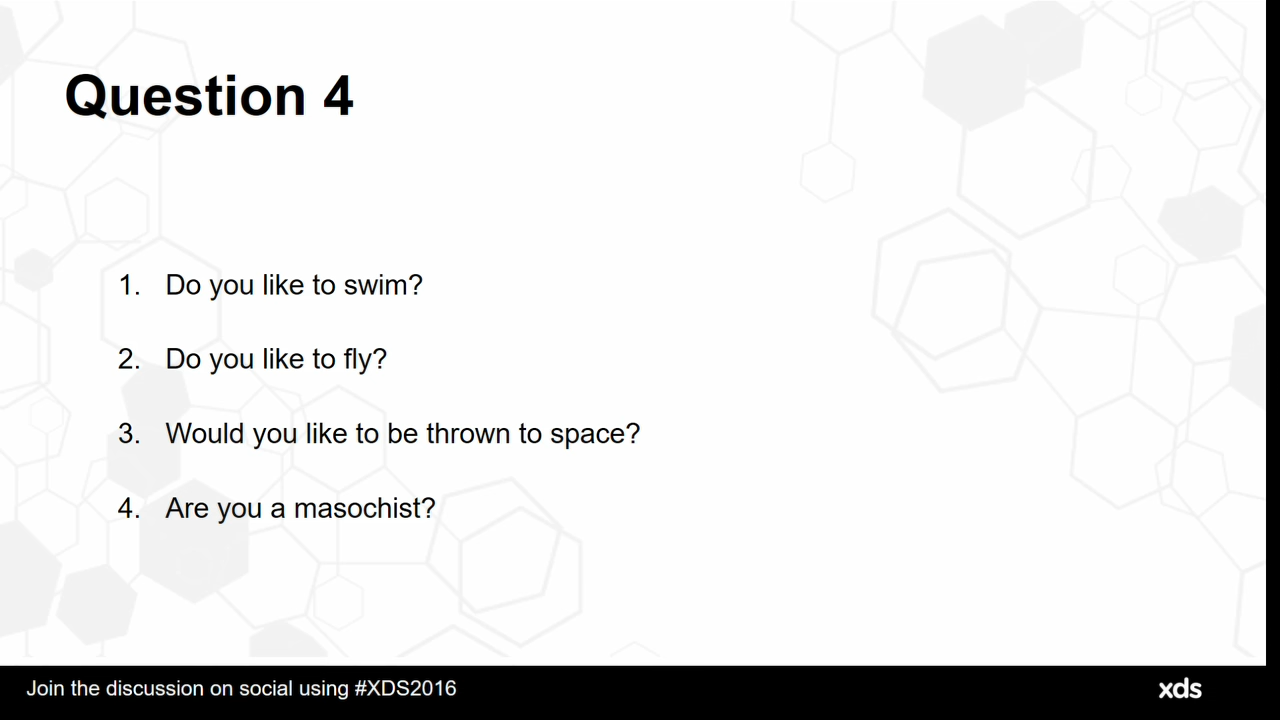 Question 4
1. Do you like to swim?
2. Do you like to fly?
3. Would you like to be thrown to space?
4. Are you a masochist?
Join the discussion on social using #XDS2016
xds